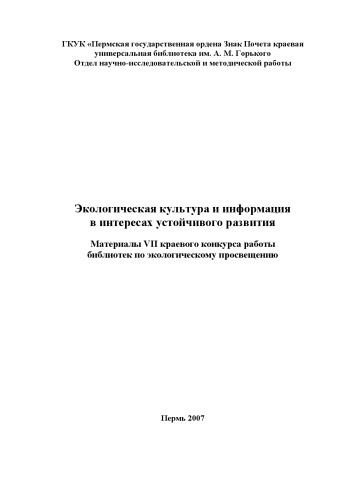 ГКУК «Пермская государственная ордена Знак Почета краевая
универсальная библиотека им. А. М. Горького
Отдел научно-исследовательской и методической работы
Экологическая культура и информация
в интересах устойчивого развития
Материалы VII краевого конкурса работы
библиотек по экологическому просвещению
Пермь 2007